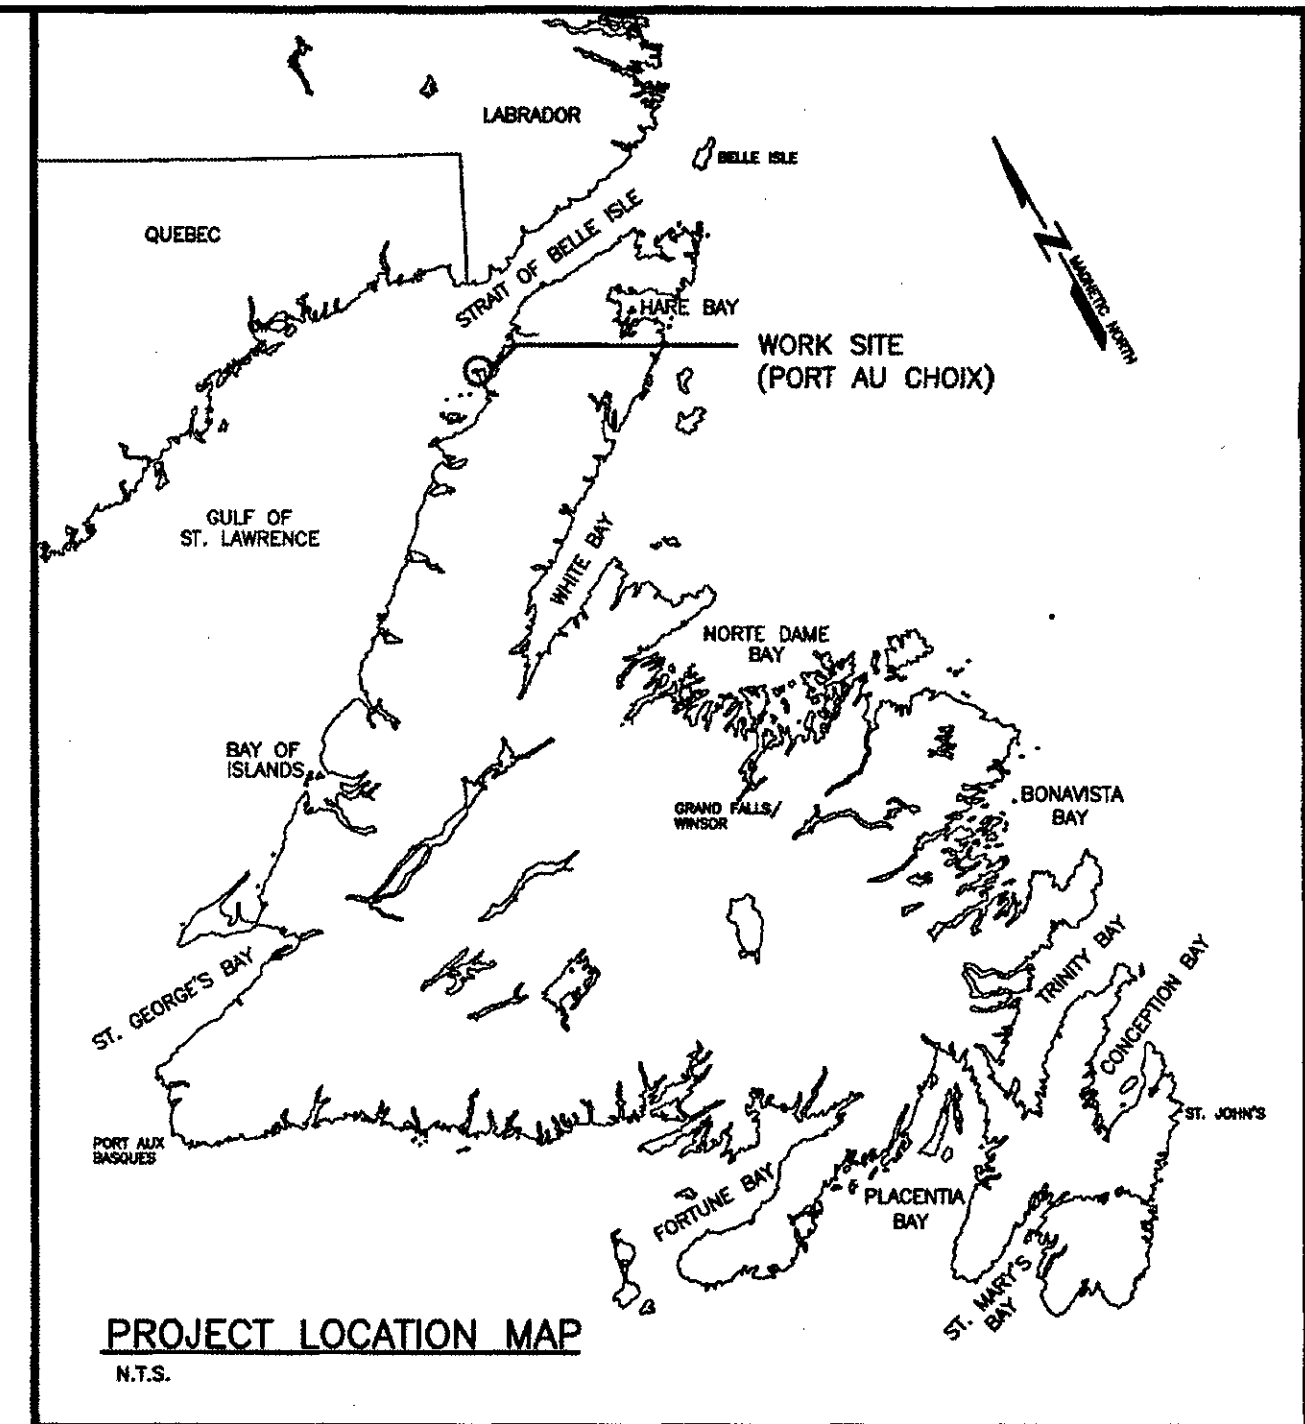 LABRADOR
BELLE ISLE
QUEBEC
STRAIT OF BELLE ISLE
N
MAGNETIC NORTH
HARE BAY
WORK SITE
(PORT AU CHOIX)
GULF OF
ST. LAWRENCE
WHITE BAY
NORTE DAME
BAY
BAY OF
ISLANDS
GRAND FALLS/
WINSOR
BONAVISTA
BAY
ST. GEORGE'S BAY
TRINITY BAY
CONCEPTION BAY
ST. JOHN'S
PORT AUX
BASQUES
FORTUNE BAY
PLACENTIA
BAY
ST. MARY'S
BAY
PROJECT LOCATION MAP
N.T.S.